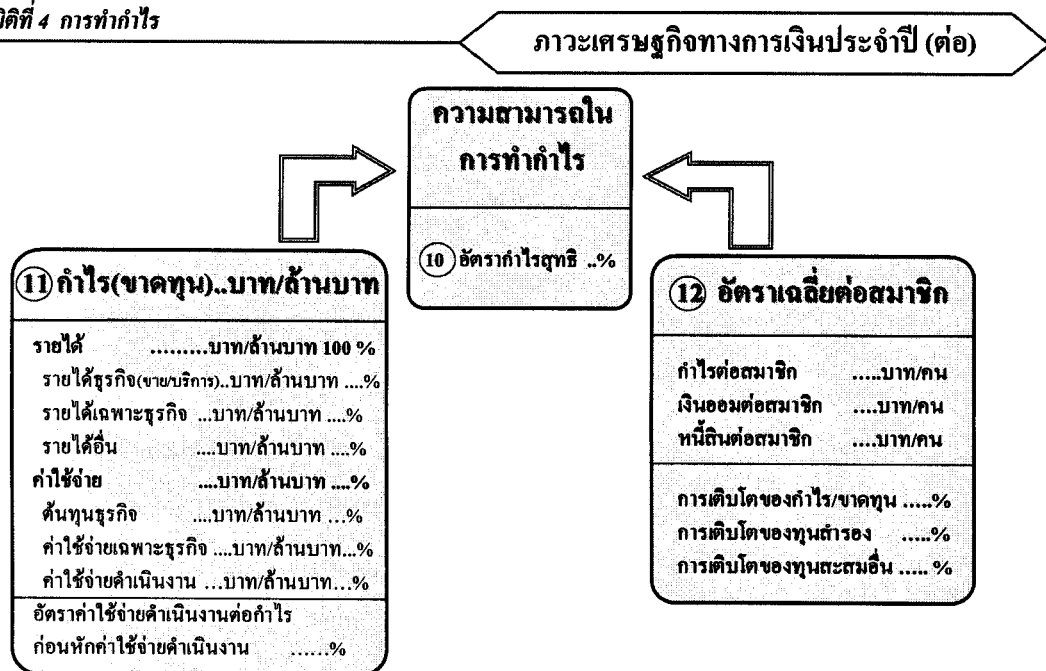 มิติที่ 4 การทำกำไร
ภาวะเศรษฐกิจทางการเงินประจำปี (ต่อ)
ความสามารถใน
การทำกำไร
10 อัตรากำไรสุทธิ ..%
11 กำไร(ขาดทุน)..บาท/ล้านบาท
รายได้ .........บาท/ล้านบาท 100 %
รายได้ธุรกิจ(ขาย/บริการ)..บาท/ล้านบาท ....%
รายได้เฉพาะธุรกิจ ...บาท/ล้านบาท ....%
รายได้อื่น ....บาท/ล้านบาท ....%
ค่าใช้จ่าย ....บาท/ล้านบาท ....%
ต้นทุนธุรกิจ ....บาท/ล้านบาท ...%
ค่าใช้จ่ายเฉพาะธุรกิจ ....บาท/ล้านบาท...%
ค่าใช้จ่ายดำเนินงาน ...บาท/ล้านบาท...%
อัตราค่าใช้จ่ายดำเนินงานต่อกำไร
ก่อนหักค่าใช้จ่ายดำเนินงาน ......%
12 อัตราเฉลี่ยต่อสมาชิก
กำไรต่อสมาชิก .....บาท/คน
เงินออมต่อสมาชิก ....บาท/คน
หนี้สินต่อสมาชิก ....บาท/คน
การเติบโตของกำไร/ขาดทุน .....%
การเติบโตของทุนสำรอง .....%
การเติบโตของทุนสะสมอื่น ..... %